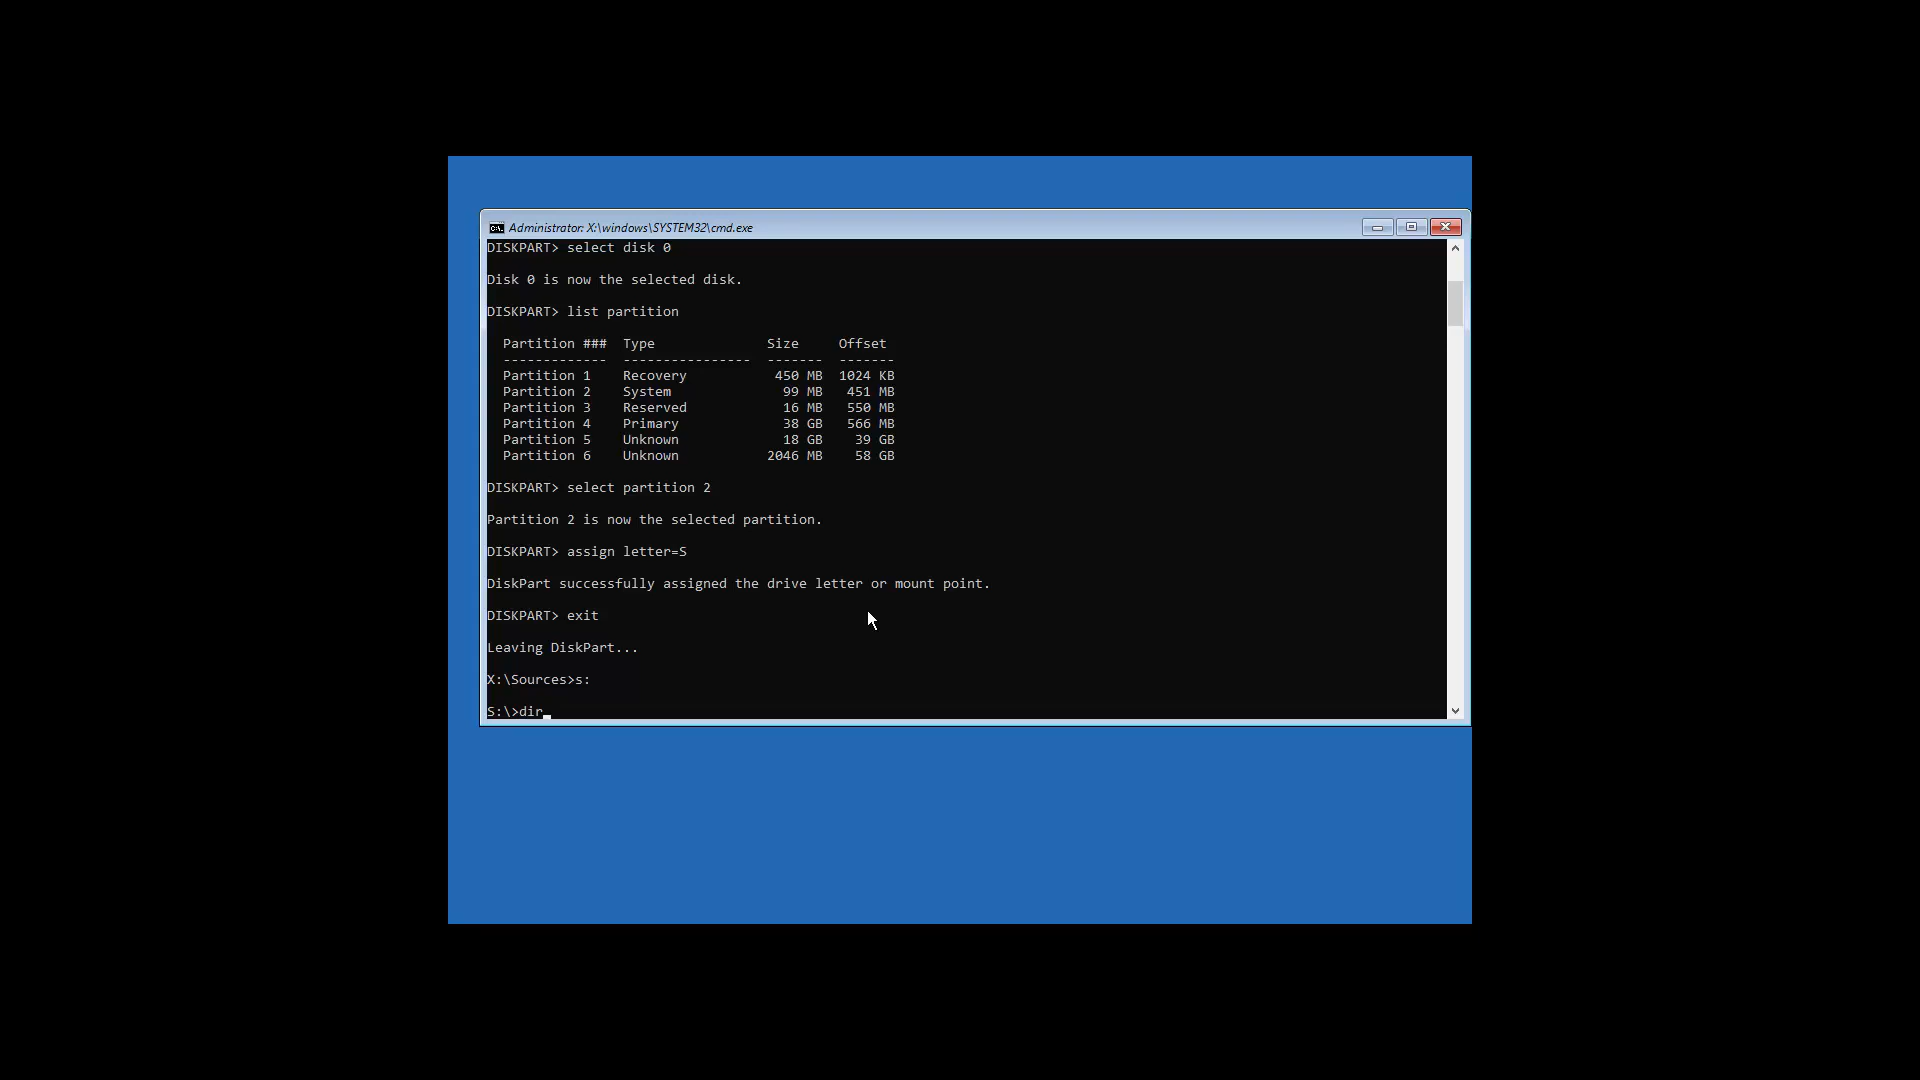 Administrator: X:\windows\SYSTEM32\cmd.exe
DISKPART> select disk 0
Disk 0 is now the selected disk.
DISKPART> list partition
  Partition ###  Type              Size     Offset
  -------------  ----------------  -------  -------
  Partition 1    Recovery           450 MB  1024 KB
  Partition 2    System              99 MB   451 MB
  Partition 3    Reserved            16 MB   550 MB
  Partition 4    Primary             38 GB   566 MB
  Partition 5    Unknown             18 GB    39 GB
  Partition 6    Unknown           2046 MB    58 GB
DISKPART> select partition 2
Partition 2 is now the selected partition.
DISKPART> assign letter=S
DiskPart successfully assigned the drive letter or mount point.
DISKPART> exit
Leaving DiskPart...
X:\Sources>s:
S:\>dir